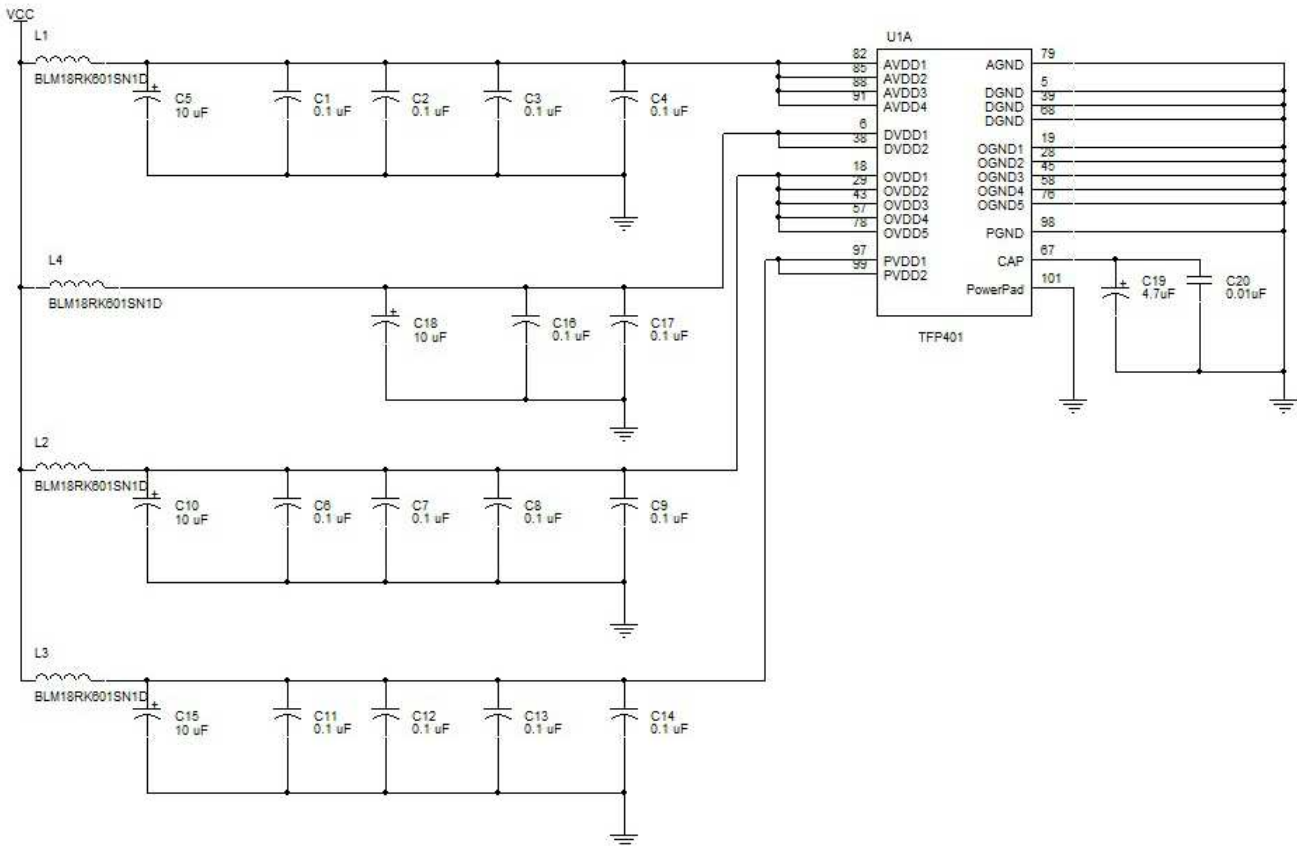 VCC
L1
BLM18RK601SN1D
C5
10 uF
C1
0.1 uF
C2
0.1 uF
C3
0.1 uF
C4
0.1 uF
U1A
82 AVDD1
85 AVDD2
88 AVDD3
91 AVDD4
6 DVDD1
38 DVDD2
18 OVDD1
29 OVDD2
43 OVDD3
57 OVDD4
78 OVDD5
97 PVDD1
99 PVDD2
AGND 79
DGND 5
DGND 39
DGND 68
OGND1 19
OGND2 28
OGND3 45
OGND4 58
OGND5 76
PGND 98
CAP 67
PowerPad 101
TFP401
C19
4.7uF
C20
0.01uF
L4
BLM18RK601SN1D
C18
10 uF
C16
0.1 uF
C17
0.1 uF
L2
BLM18RK601SN1D
C10
10 uF
C6
0.1 uF
C7
0.1 uF
C8
0.1 uF
C9
0.1 uF
L3
BLM18RK601SN1D
C15
10 uF
C11
0.1 uF
C12
0.1 uF
C13
0.1 uF
C14
0.1 uF